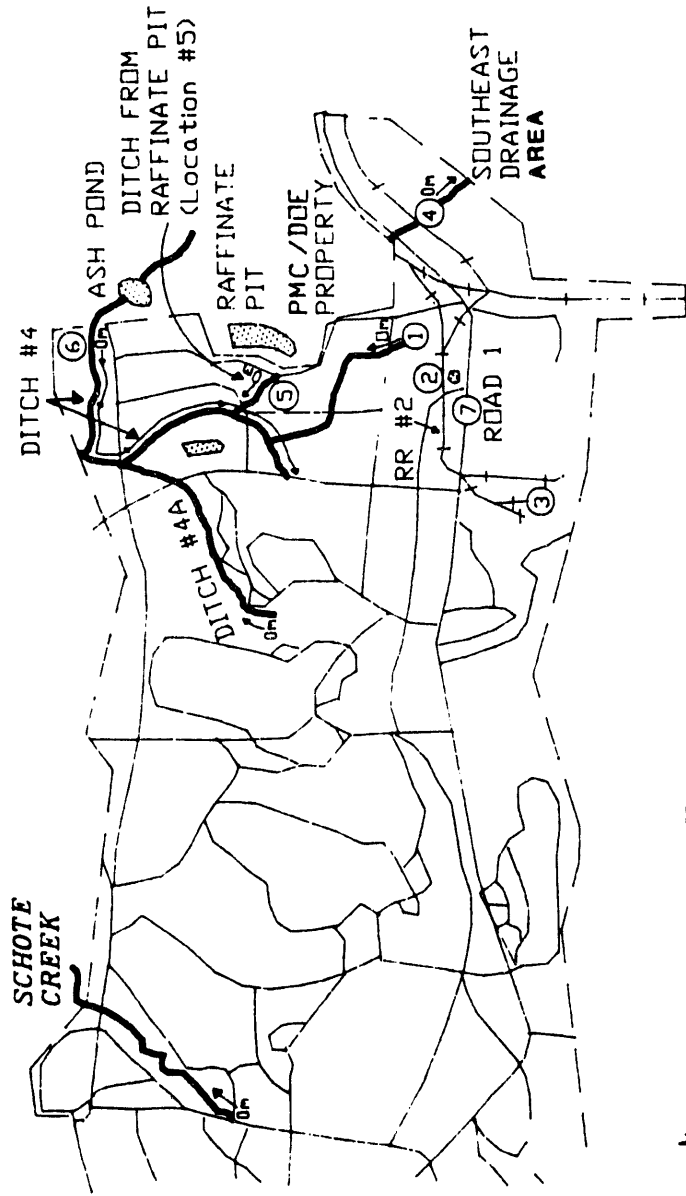 SCHOTE
CREEK
0m
DITCH #4A
0m
DITCH #4
6
0m
ASH POND
DITCH FROM
RAFFINATE PIT
(Location #5)
RAFFINATE
PIT
PMC/DOE
PROPERTY
0m
5
0m
1
RR #2
2
7
ROAD 1
3
4
0m
SOUTHEAST
DRAINAGE
AREA